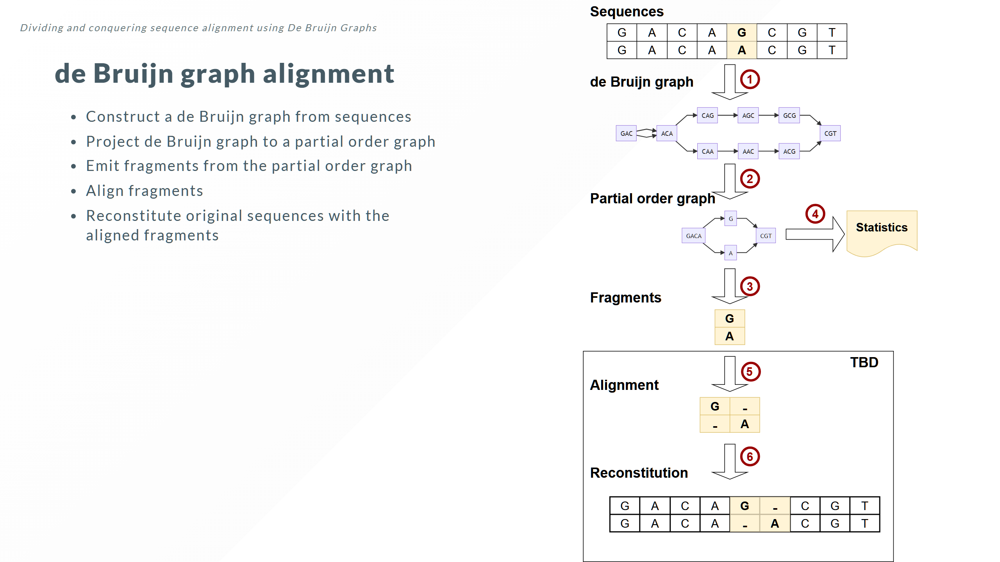 Dividing and conquering sequence alignment using De Bruijn Graphs
de Bruijn graph alignment
• Construct a de Bruijn graph from sequences
• Project de Bruijn graph to a partial order graph
• Emit fragments from the partial order graph
• Align fragments
• Reconstitute original sequences with the
aligned fragments
Sequences
G A C A G C G T
G A C A A C G T
1
de Bruijn graph
CAG AGC GCG
GAC ACA CGT
CAA AAC ACG
2
Partial order graph
4
Statistics
G
GACA CGT
A
3
Fragments
G
A
TBD
5
Alignment
G -
- A
6
Reconstitution
G A C A G - C G T
G A C A - A C G T